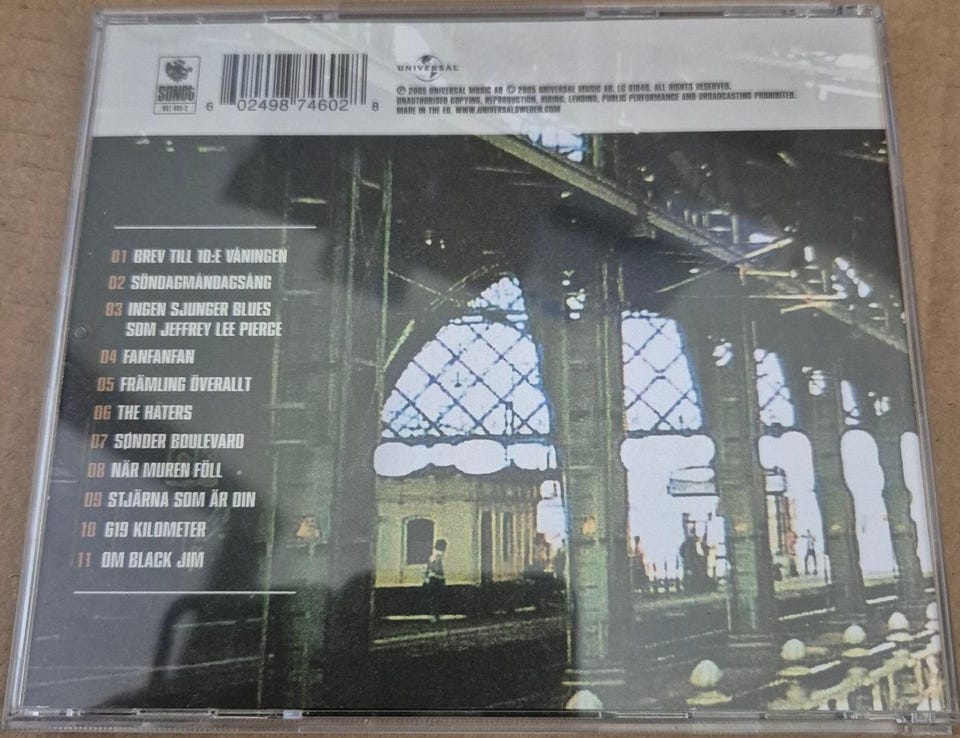 SONET
UNIVERSAL
6 02498 74602 8
℗ 2005 UNIVERSAL MUSIC AB © 2005 UNIVERSAL MUSIC AB. LC 01846. ALL RIGHTS RESERVED.
UNAUTHORISED COPYING, REPRODUCTION, HIRING, LENDING, PUBLIC PERFORMANCE AND BROADCASTING PROHIBITED.
MADE IN THE EU. WWW.UNIVERSALSWEDEN.COM
01 BREV TILL 10:E VÅNINGEN
02 SÖNDAGMÅNDAGSÅNG
03 INGEN SJUNGER BLUES
SOM JEFFREY LEE PIERCE
04 FANFANFAN
05 FRÄMLING ÖVERALLT
06 THE HATERS
07 SØNDER BOULEVARD
08 NÄR MUREN FÖLL
09 STJÄRNA SOM ÄR DIN
10 619 KILOMETER
11 OM BLACK JIM